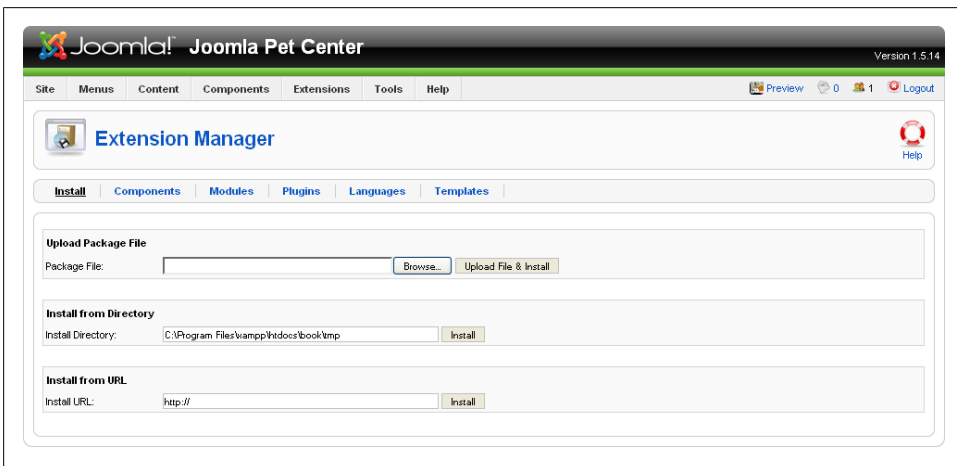 Joomla!™ Joomla Pet Center
Version 1.5.14
Site Menus Content Components Extensions Tools Help Preview 0 1 Logout
Extension Manager
Help
Install Components Modules Plugins Languages Templates
Upload Package File
Package File: Browse... Upload File & Install
Install from Directory
Install Directory: C:\Program Files\xampp\htdocs\book\tmp Install
Install from URL
Install URL: http:// Install